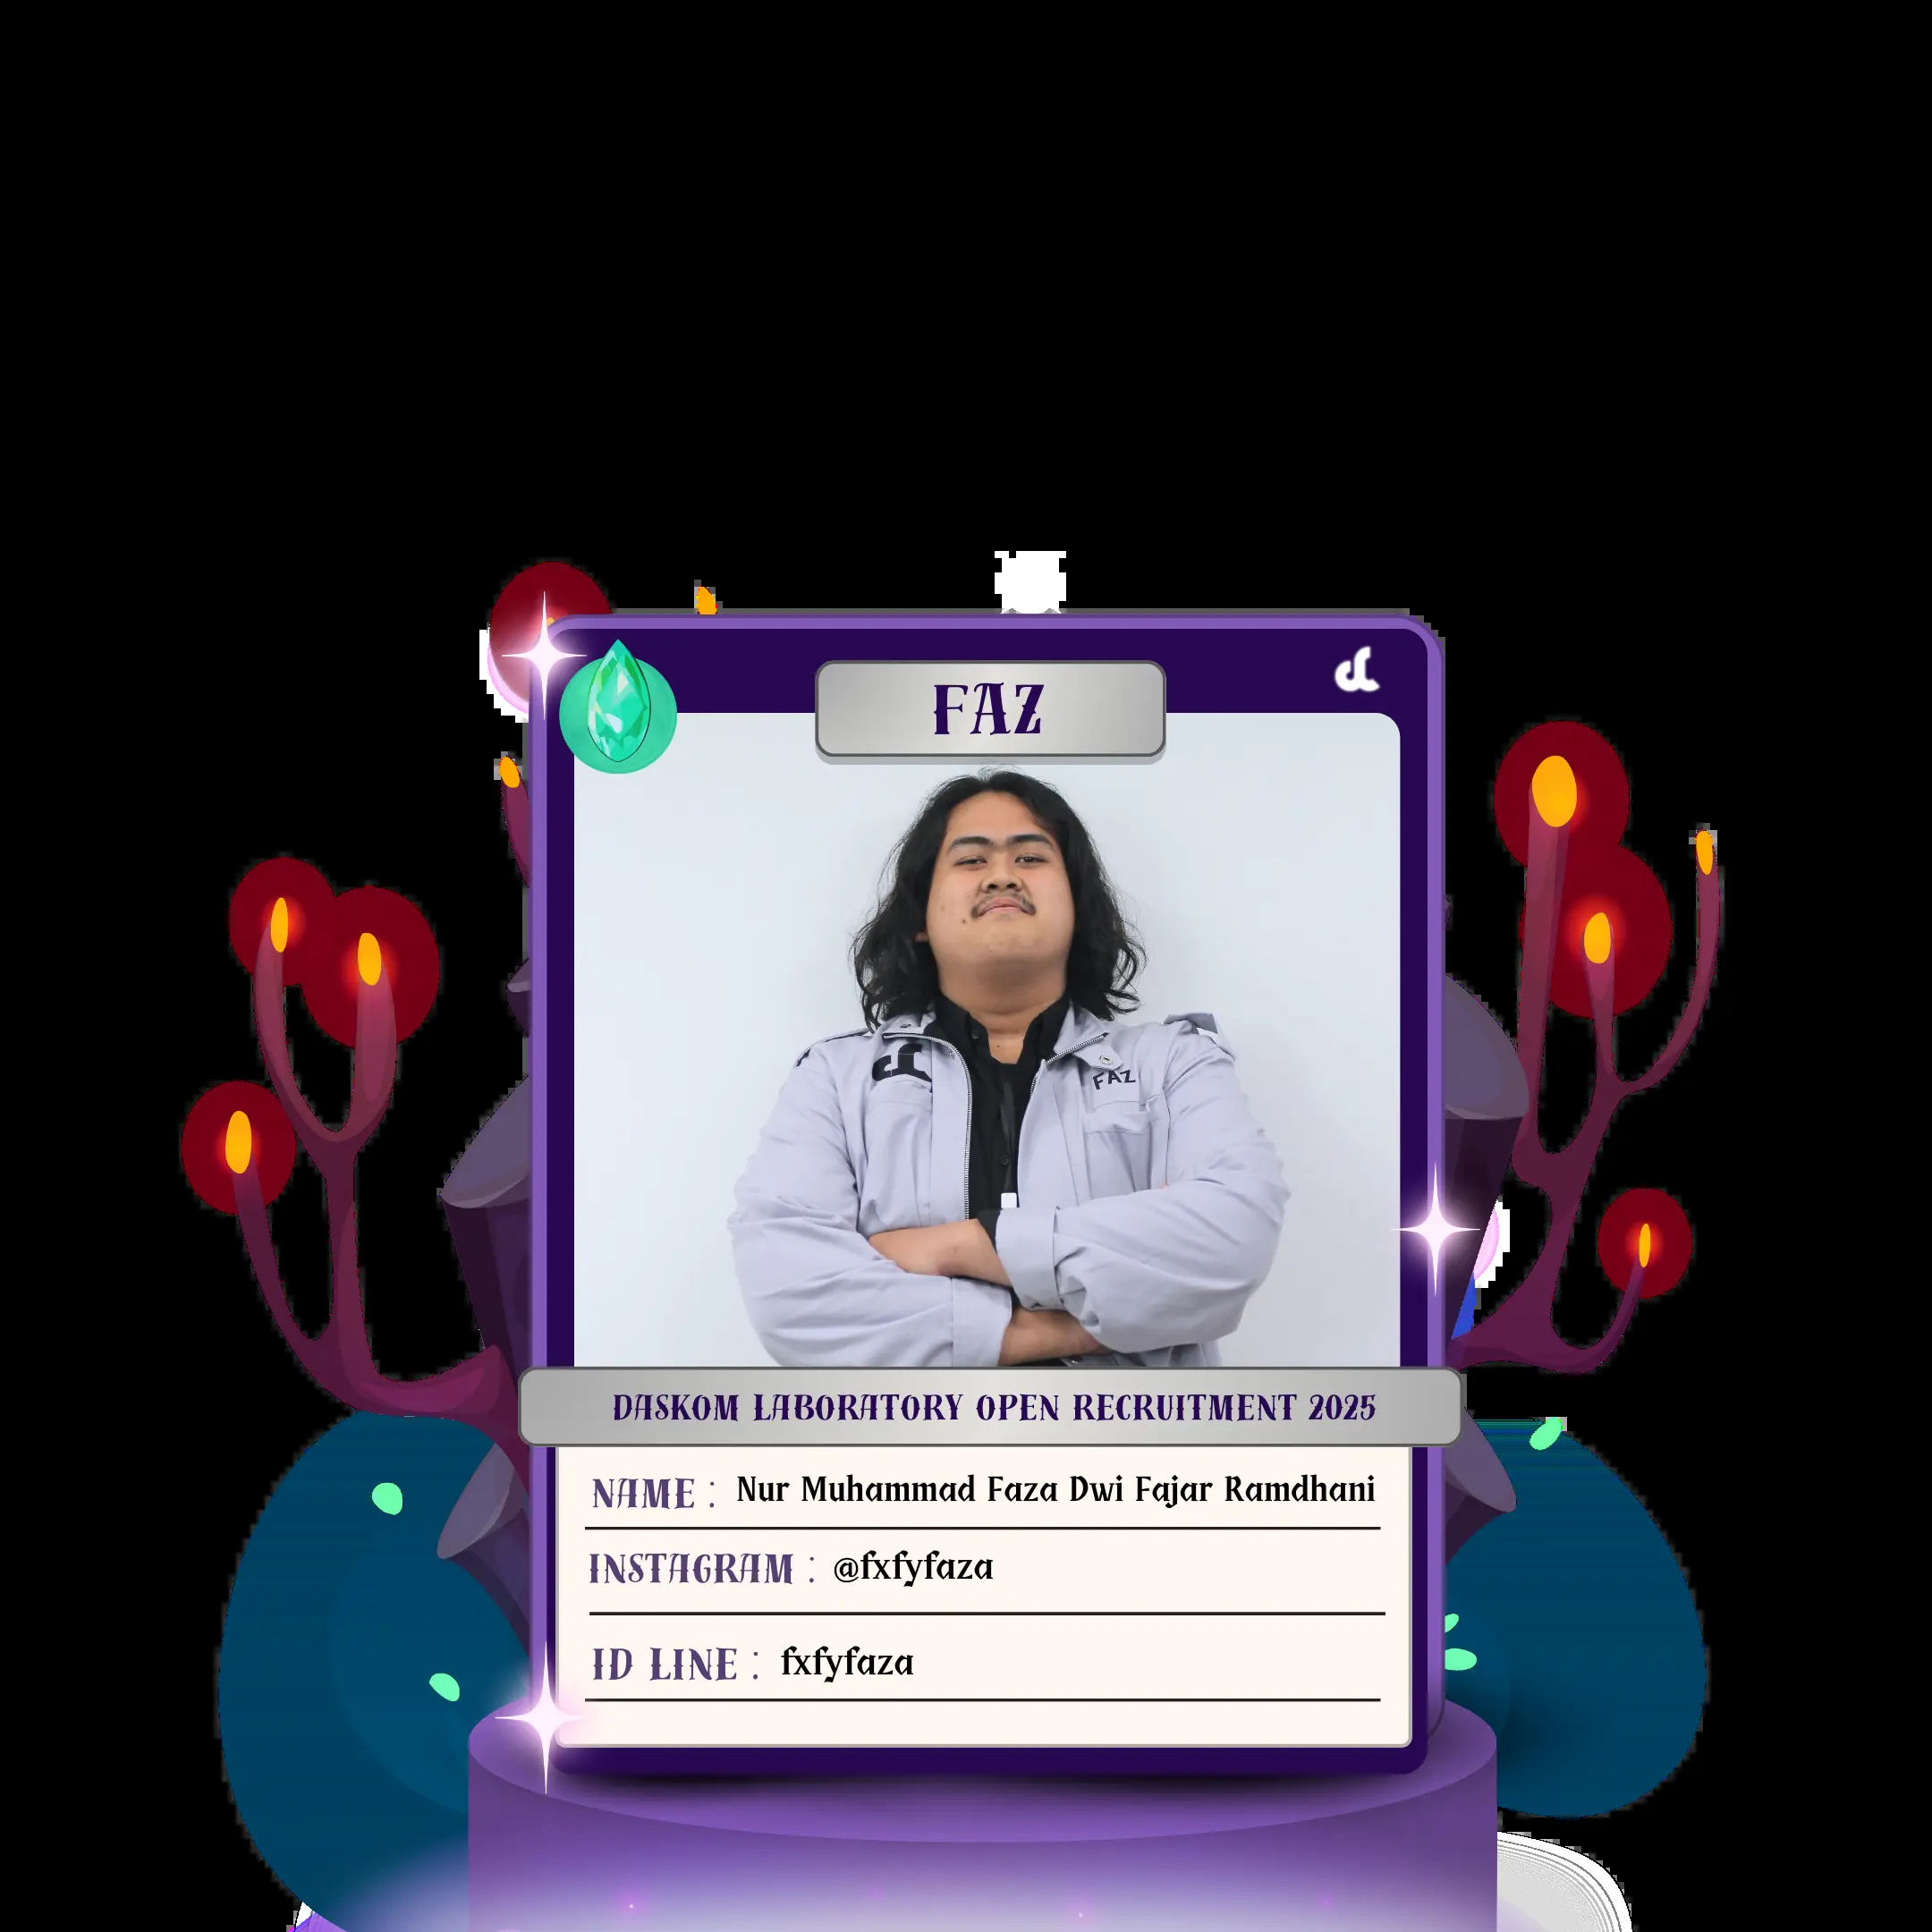 FAZ
FAZ
DASKOM LABORATORY OPEN RECRUITMENT 2025
NAME : Nur Muhammad Faza Dwi Fajar Ramdhani
INSTAGRAM : @fxfyfaza
ID LINE : fxfyfaza